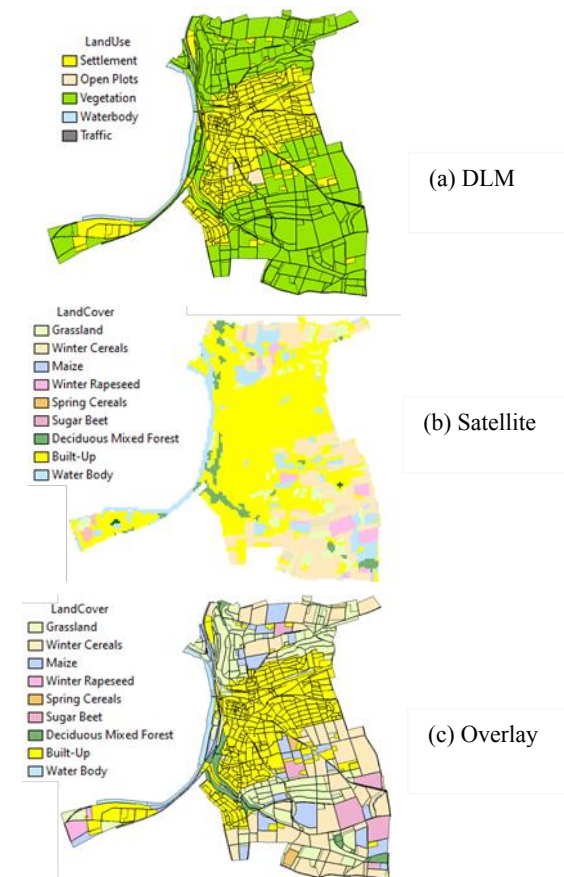 LandUse
Settlement
Open Plots
Vegetation
Waterbody
Traffic
(a) DLM
LandCover
Grassland
Winter Cereals
Maize
Winter Rapeseed
Spring Cereals
Sugar Beet
Deciduous Mixed Forest
Built-Up
Water Body
(b) Satellite
LandCover
Grassland
Winter Cereals
Maize
Winter Rapeseed
Spring Cereals
Sugar Beet
Deciduous Mixed Forest
Built-Up
Water Body
(c) Overlay